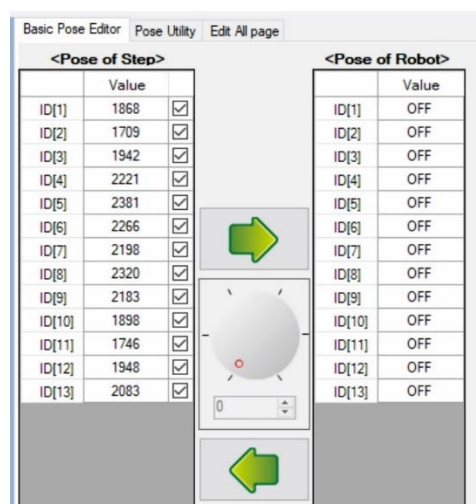 Basic Pose Editor Pose Utility Edit All page
<Pose of Step> <Pose of Robot>
Value Value
ID[1] 1868 ID[1] OFF
ID[2] 1709 ID[2] OFF
ID[3] 1942 ID[3] OFF
ID[4] 2221 ID[4] OFF
ID[5] 2381 ID[5] OFF
ID[6] 2266 ID[6] OFF
ID[7] 2198 ID[7] OFF
ID[8] 2320 ID[8] OFF
ID[9] 2183 ID[9] OFF
ID[10] 1898 ID[10] OFF
ID[11] 1746 ID[11] OFF
ID[12] 1948 ID[12] OFF
ID[13] 2083 ID[13] OFF
0